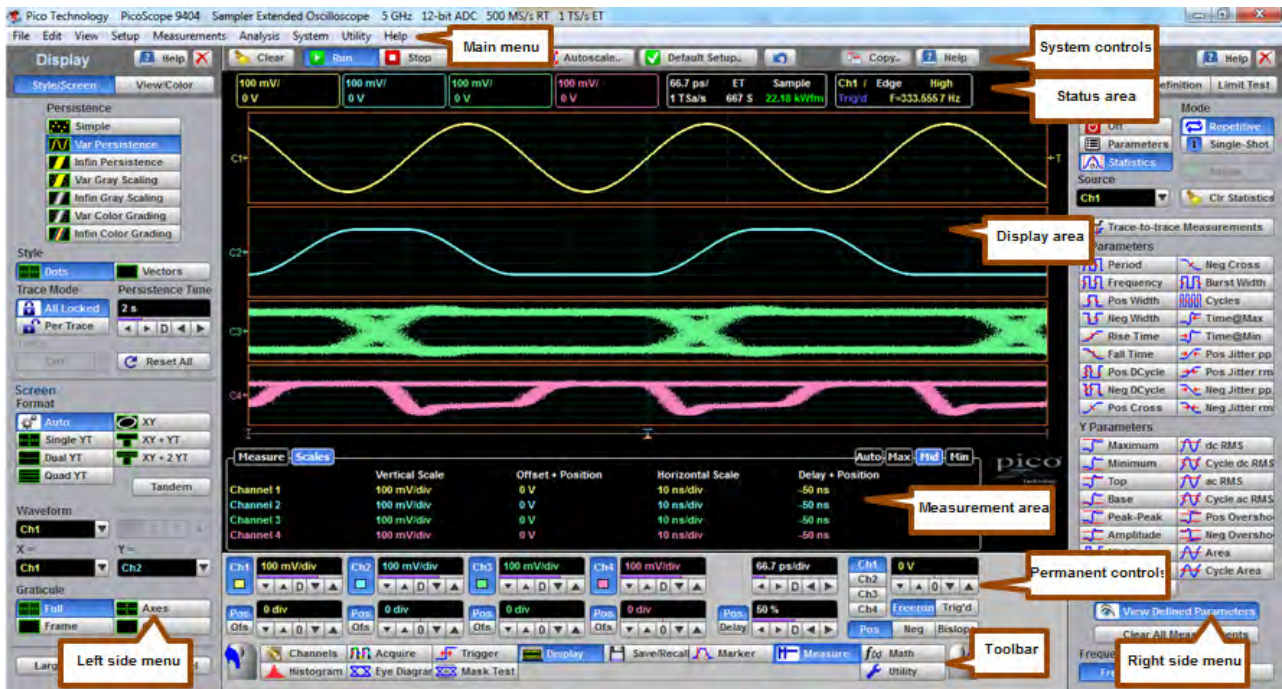 Pico Technology PicoScope 9404 Sampler Extended Oscilloscope 5 GHz 12-bit ADC 500 MS/s RT 1 TS/s ET
File Edit View Setup Measurements Analysis System Utility Help
Main menu
System controls
Display Help
Clear Run Stop Autoscale.. Default Setup.. Copy.. Help
Style/Screen View/Color
100 mV/ 100 mV/ 100 mV/ 100 mV/ 66.7 ps/ ET Sample Ch1 / Edge High
0 V 0 V 0 V 0 V 1 TSa/s 667 S 22.18 kWfm Trig'd F=333.555 7 Hz
Status area
efinition Limit Test
Persistence
Simple
Var Persistence
Infin Persistence
Var Gray Scaling
Infin Gray Scaling
Var Color Grading
Infin Color Grading
Style
Dots Vectors
Trace Mode Persistence Time
All Locked 2 s
Per Trace D
Reset All
Screen
Format
Auto XY
Single YT XY + YT
Dual YT XY + 2 YT
Quad YT
Tandem
Waveform
Ch1
X = Y=
Ch1 Ch2
Graticule
Full Axes
Frame
Left side menu
Larg
C1
T
C2
C3
C4
Display area
Measure Scales Auto Max Mid Min
pico
Vertical Scale Offset + Position Horizontal Scale Delay + Position
Channel 1 100 mV/div 0 V 10 ns/div -50 ns
Channel 2 100 mV/div 0 V 10 ns/div -50 ns
Channel 3 100 mV/div 0 V 10 ns/div -50 ns
Channel 4 100 mV/div 0 V 10 ns/div -50 ns
Measurement area
Ch1 100 mV/div Ch2 100 mV/div Ch3 100 mV/div Ch4 100 mV/div 66.7 ps/div Ch1 0 V
D D D D D Ch2 0
Ch3
Permanent controls
Pos 0 div Pos 0 div Pos 0 div Pos 0 div Pos 50 % Ch4 Freerun Trig'd
Ofs 0 Ofs 0 Ofs 0 Ofs 0 Delay D Pos Neg Bislop
Channels Acquire Trigger Display Save/Recall Marker Measure Math
Histogram Eye Diagrar Mask Test Utility
Toolbar
Mode
Off Repetitive
Parameters Single-Shot
Statistics
Source
Ch1 Clr Statistics
Trace-to-trace Measurements
Parameters
Period Neg Cross
Frequency Burst Width
Pos Width Cycles
Neg Width Time@Max
Rise Time Time@Min
Fall Time Pos Jitter pp
Pos DCycle Pos Jitter rm
Neg DCycle Neg Jitter pp
Pos Cross Neg Jitter rm
Y Parameters
Maximum dc RMS
Minimum Cycle dc RMS
Top ac RMS
Base Cycle ac RMS
Peak-Peak Pos Oversho
Amplitude Neg Oversho
Area
Cycle Area
View Defined Parameters
Clear All Measurements
Right side menu